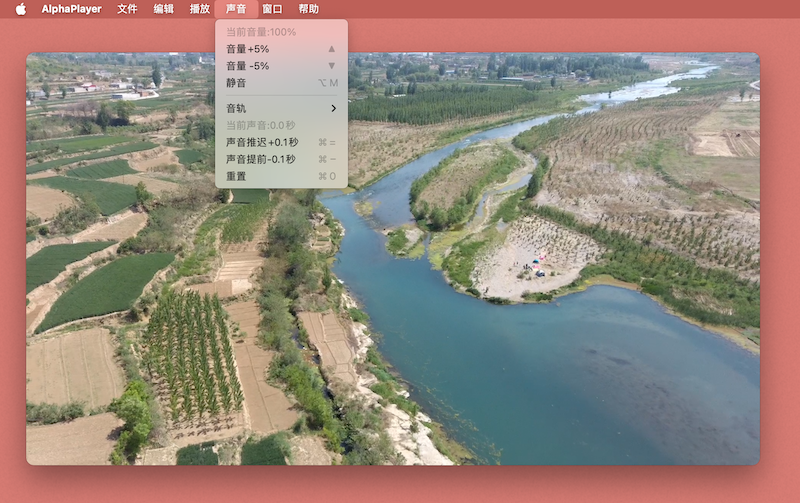 AlphaPlayer 文件 编辑 播放 声音 窗口 帮助
当前音量:100%
音量+5% ▲
音量 -5% ▼
静音 ⌥ M
音轨
当前声音:0.0 秒
声音推迟+0.1秒 ⌘ =
声音提前-0.1秒 ⌘ −
重置 ⌘ 0